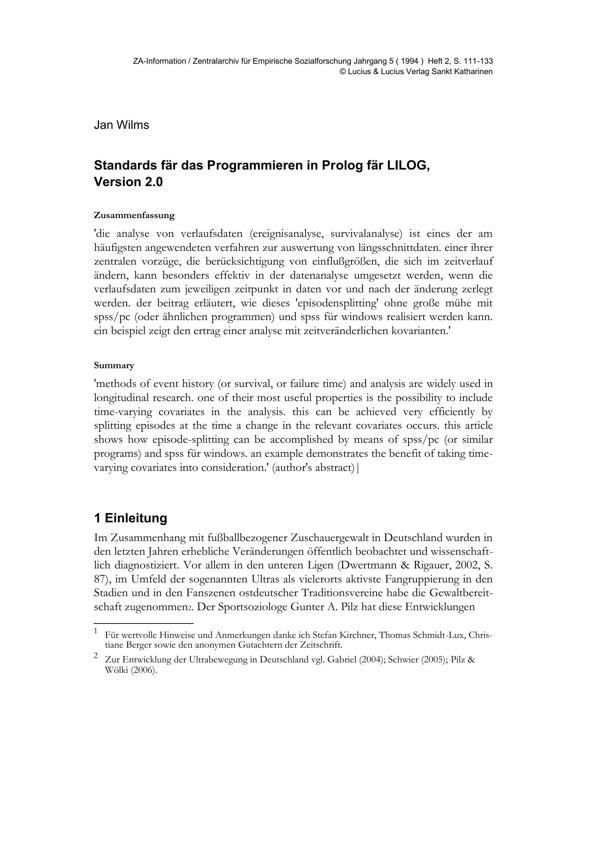 ZA-Information / Zentralarchiv für Empirische Sozialforschung Jahrgang 5 ( 1994 ) Heft 2, S. 111-133
© Lucius & Lucius Verlag Sankt Katharinen
Jan Wilms
Standards fär das Programmieren in Prolog fär LILOG,
Version 2.0
Zusammenfassung
'die analyse von verlaufsdaten (ereignisanalyse, survivalanalyse) ist eines der am
häufigsten angewendeten verfahren zur auswertung von längsschnittdaten. einer ihrer
zentralen vorzüge, die berücksichtigung von einflußgrößen, die sich im zeitverlauf
ändern, kann besonders effektiv in der datenanalyse umgesetzt werden, wenn die
verlaufsdaten zum jeweiligen zeitpunkt in daten vor und nach der änderung zerlegt
werden. der beitrag erläutert, wie dieses 'episodensplitting' ohne große mühe mit
spss/pc (oder ähnlichen programmen) und spss für windows realisiert werden kann.
ein beispiel zeigt den ertrag einer analyse mit zeitveränderlichen kovarianten.'
Summary
'methods of event history (or survival, or failure time) and analysis are widely used in
longitudinal research. one of their most useful properties is the possibility to include
time-varying covariates in the analysis. this can be achieved very efficiently by
splitting episodes at the time a change in the relevant covariates occurs. this article
shows how episode-splitting can be accomplished by means of spss/pc (or similar
programs) and spss für windows. an example demonstrates the benefit of taking time-
varying covariates into consideration.' (author's abstract)|
1 Einleitung
Im Zusammenhang mit fußballbezogener Zuschauergewalt in Deutschland wurden in
den letzten Jahren erhebliche Veränderungen öffentlich beobachtet und wissenschaft-
lich diagnostiziert. Vor allem in den unteren Ligen (Dwertmann & Rigauer, 2002, S.
87), im Umfeld der sogenannten Ultras als vielerorts aktivste Fangruppierung in den
Stadien und in den Fanszenen ostdeutscher Traditionsvereine habe die Gewaltbereit-
schaft zugenommen2. Der Sportsoziologe Gunter A. Pilz hat diese Entwicklungen
1 Für wertvolle Hinweise und Anmerkungen danke ich Stefan Kirchner, Thomas Schmidt-Lux, Chris-
tiane Berger sowie den anonymen Gutachtern der Zeitschrift.
2 Zur Entwicklung der Ultrabewegung in Deutschland vgl. Gabriel (2004); Schwier (2005); Pilz &
Wölki (2006).